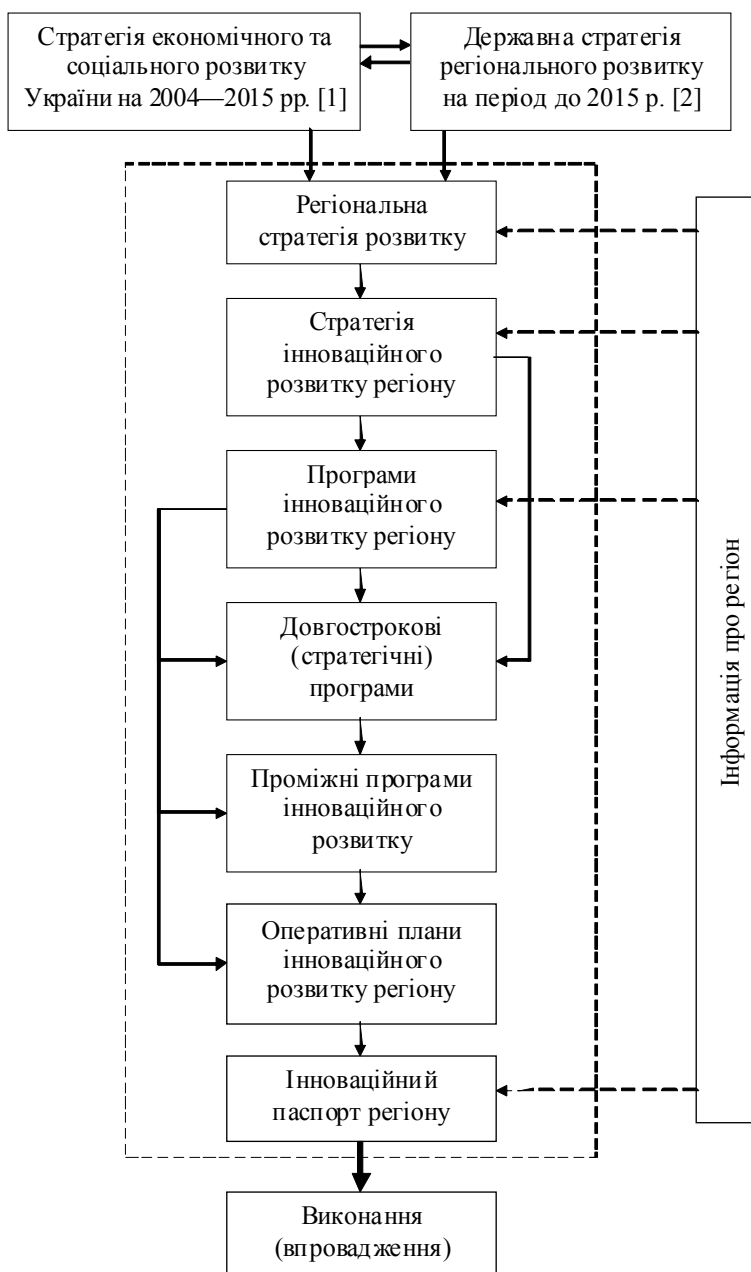 Стратегія економічного та
соціального розвитку
України на 2004—2015 рр. [1]
Державна стратегія
регіонального розвитку
на період до 2015 р. [2]
Регіональна
стратегія розвитку
Стратегія
інноваційного
розвитку регіону
Програми
інноваційного
розвитку регіону
Довгострокові
(стратегічні)
програми
Проміжні програми
інноваційного
розвитку
Оперативні плани
інноваційного
розвитку регіону
Інноваційний
паспорт регіону
Виконання
(впровадження)
Інформація про регіон